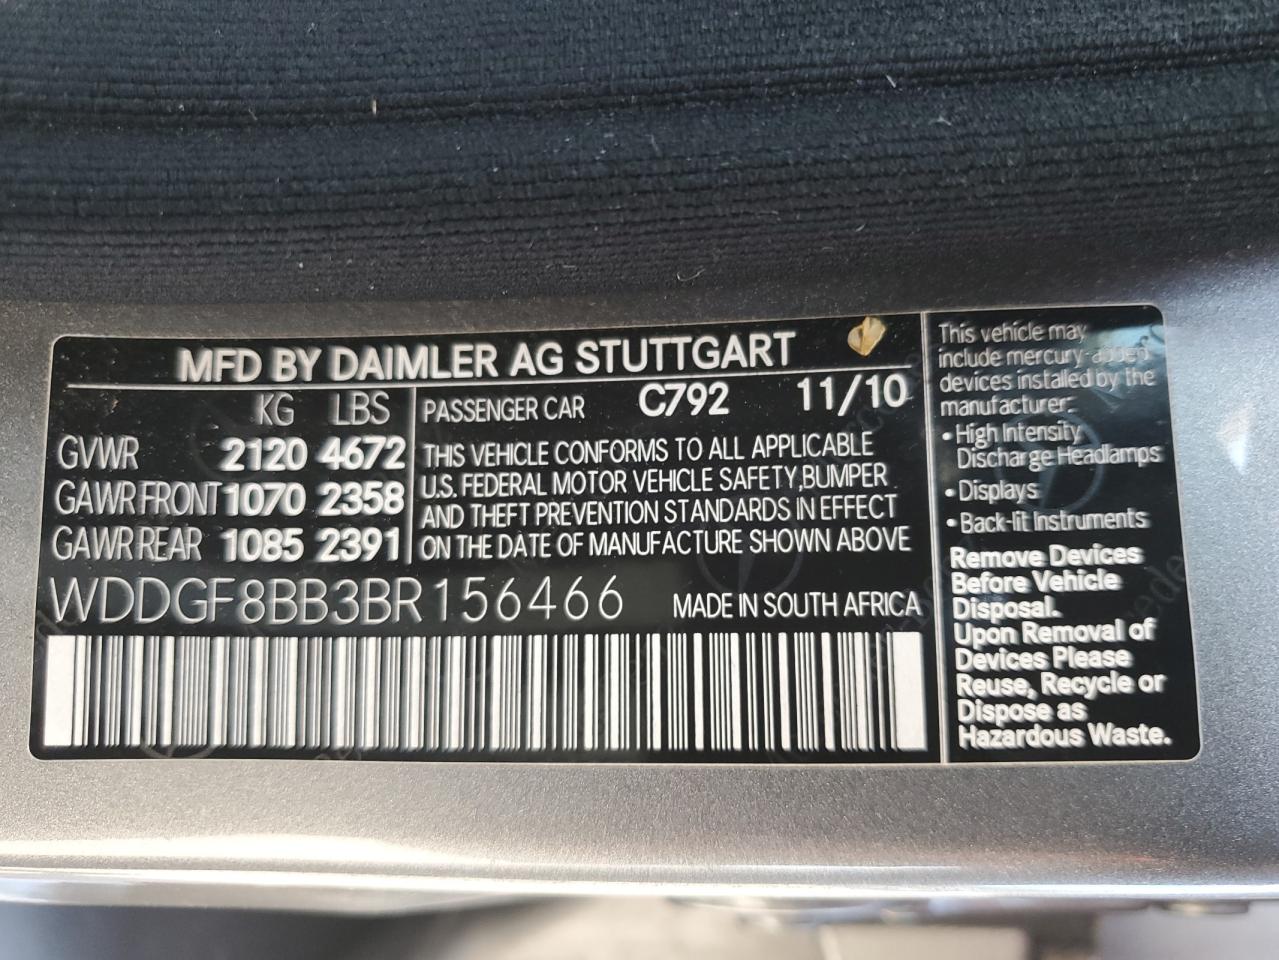 MFD BY DAIMLER AG STUTTGART
KG LBS
GVWR 2120 4672
GAWR FRONT 1070 2358
GAWR REAR 1085 2391
PASSENGER CAR C792 11/10
THIS VEHICLE CONFORMS TO ALL APPLICABLE
U.S. FEDERAL MOTOR VEHICLE SAFETY,BUMPER
AND THEFT PREVENTION STANDARDS IN EFFECT
ON THE DATE OF MANUFACTURE SHOWN ABOVE
WDDGF8BB3BR156466 MADE IN SOUTH AFRICA
This vehicle may
include mercury-added
devices installed by the
manufacturer:
• High Intensity
Discharge Headlamps
• Displays
• Back-lit Instruments
Remove Devices
Before Vehicle
Disposal.
Upon Removal of
Devices Please
Reuse, Recycle or
Dispose as
Hazardous Waste.